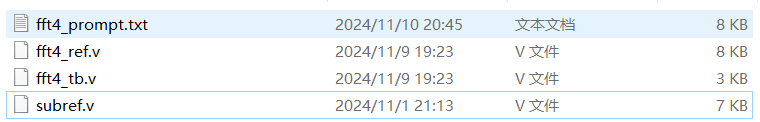 fft4_prompt.txt 2024/11/10 20:45 文本文档 8 KB
fft4_ref.v 2024/11/9 19:23 V 文件 8 KB
fft4_tb.v 2024/11/9 19:23 V 文件 3 KB
subref.v 2024/11/1 21:13 V 文件 7 KB